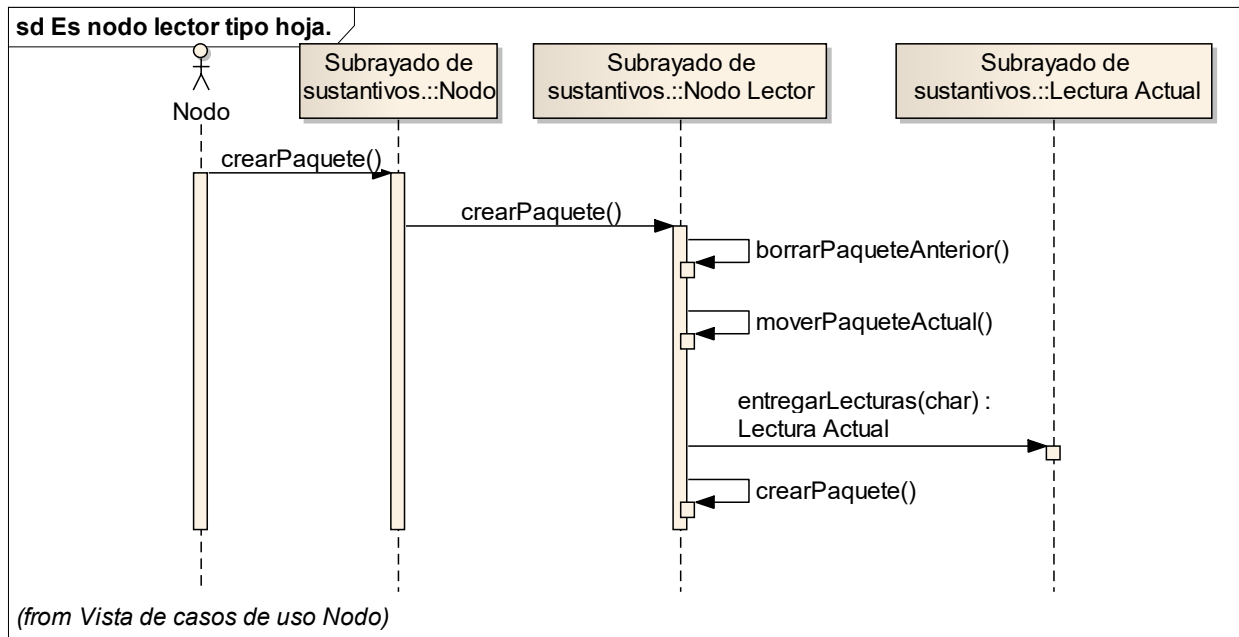 sd Es nodo lector tipo hoja.
Nodo
Subrayado de
sustantivos.::Nodo
Subrayado de
sustantivos.::Nodo Lector
Subrayado de
sustantivos.::Lectura Actual
crearPaquete()
crearPaquete()
borrarPaqueteAnterior()
moverPaqueteActual()
entregarLecturas(char) :
Lectura Actual
crearPaquete()
(from Vista de casos de uso Nodo)